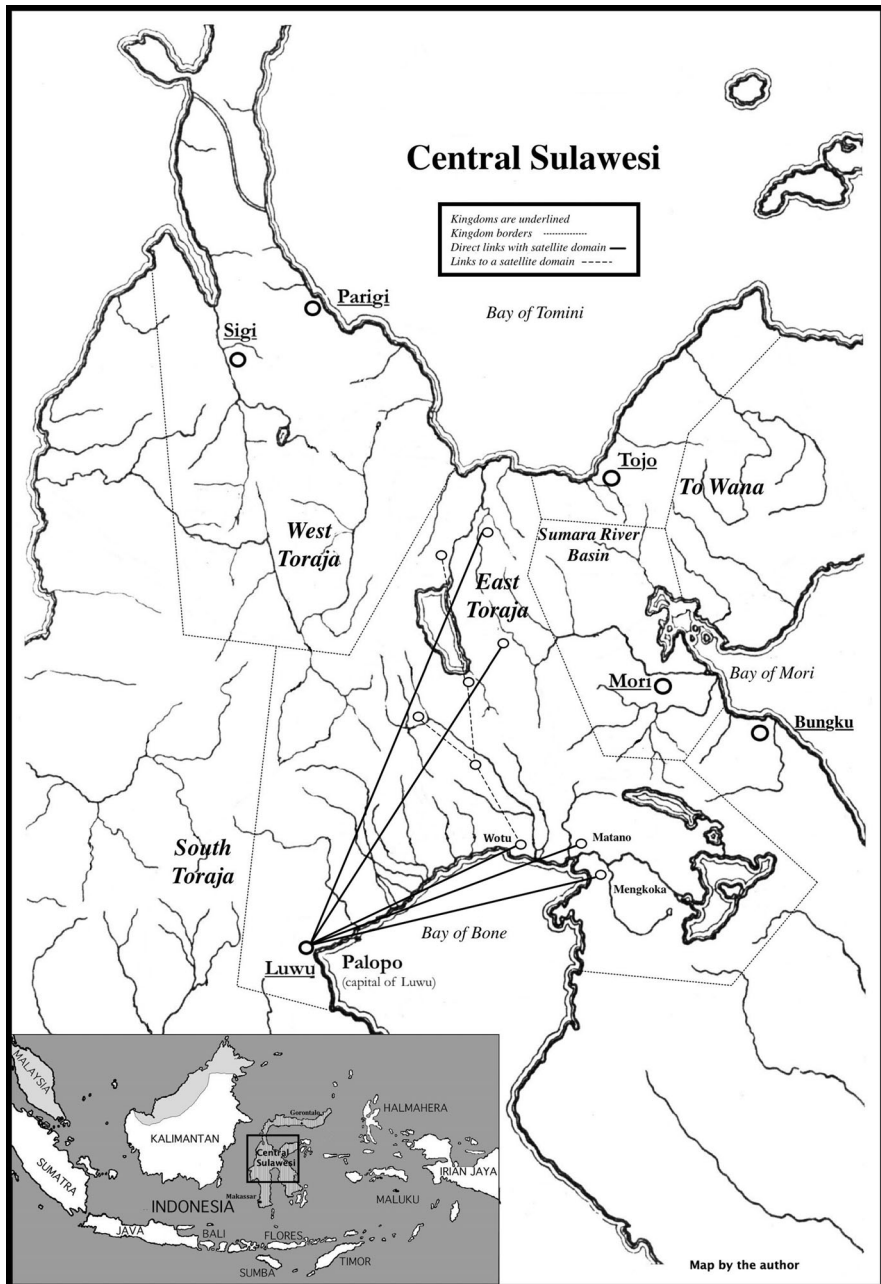 Central Sulawesi
Kingdoms are underlined
Kingdom borders
Direct links with satellite domain
Links to a satellite domain
Parigi
Bay of Tomini
Sigi
Tojo
To Wana
West
Toraja
Sumara River
Basin
East
Toraja
Bay of Mori
Mori
Bungku
South
Toraja
Wotu
Matano
Mengkoka
Bay of Bone
Luwu
Palopo
(capital of Luwu)
MALAYSIA
Gorontalo
HALMAHERA
KALIMANTAN
Central
Sulawesi
SUMATRA
IRIAN JAYA
MALUKU
Makassar
INDONESIA
JAVA
BALI
FLORES
SUMBA
TIMOR
Map by the author